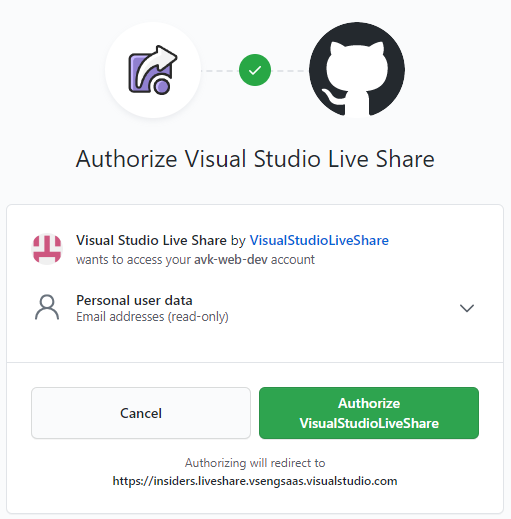 Authorize Visual Studio Live Share
Visual Studio Live Share by VisualStudioLiveShare
wants to access your avk-web-dev account
Personal user data
Email addresses (read-only)
Cancel
Authorize
VisualStudioLiveShare
Authorizing will redirect to
https://insiders.liveshare.vsengsaas.visualstudio.com